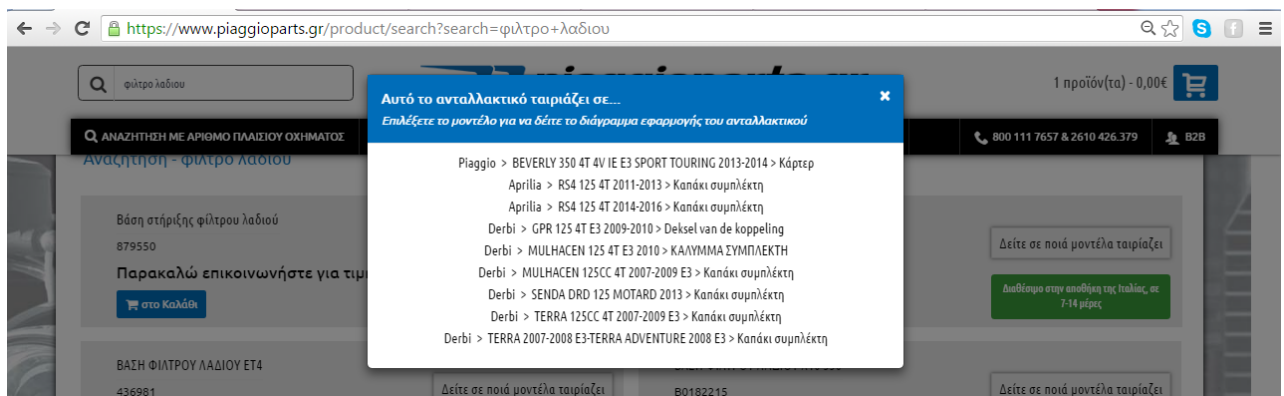 https://www.piaggioparts.gr/product/search?search=φιλτρο+λαδιου
φιλτρο λαδιου
1 προϊόν(τα) - 0,00€
Αυτό το ανταλλακτικό ταιριάζει σε...
Επιλέξετε το μοντέλο για να δείτε το διάγραμμα εφαρμογής του ανταλλακτικού
ΑΝΑΖΗΤΗΣΗ ΜΕ ΑΡΙΘΜΟ ΠΛΑΙΣΙΟΥ ΟΧΗΜΑΤΟΣ
800 111 7657 & 2610 426.379
B2B
Αναζήτηση - φιλτρο λαδιου
Piaggio > BEVERLY 350 4T 4V IE E3 SPORT TOURING 2013-2014 > Κάρτερ
Aprilia > RS4 125 4T 2011-2013 > Καπάκι συμπλέκτη
Aprilia > RS4 125 4T 2014-2016 > Καπάκι συμπλέκτη
Derbi > GPR 125 4T E3 2009-2010 > Deksel van de koppeling
Derbi > MULHACEN 125 4T E3 2010 > ΚΑΛΥΜΜΑ ΣΥΜΠΛΕΚΤΗ
Derbi > MULHACEN 125CC 4T 2007-2009 E3 > Καπάκι συμπλέκτη
Derbi > SENDA DRD 125 MOTARD 2013 > Καπάκι συμπλέκτη
Derbi > TERRA 125CC 4T 2007-2009 E3 > Καπάκι συμπλέκτη
Derbi > TERRA 2007-2008 E3-TERRA ADVENTURE 2008 E3 > Καπάκι συμπλέκτη
Βάση στήριξης φίλτρου λαδιού
879550
Παρακαλώ επικοινωνήστε για τιμ
στο Καλάθι
Δείτε σε ποιά μοντέλα ταιρίαζει
Διαθέσιμο στην αποθήκη της Ιταλίας, σε
7-14 μέρες
ΒΑΣΗ ΦΙΛΤΡΟΥ ΛΑΔΙΟΥ ET4
436981
Δείτε σε ποιά μοντέλα ταιρίαζει
B0182215
Δείτε σε ποιά μοντέλα ταιρίαζει